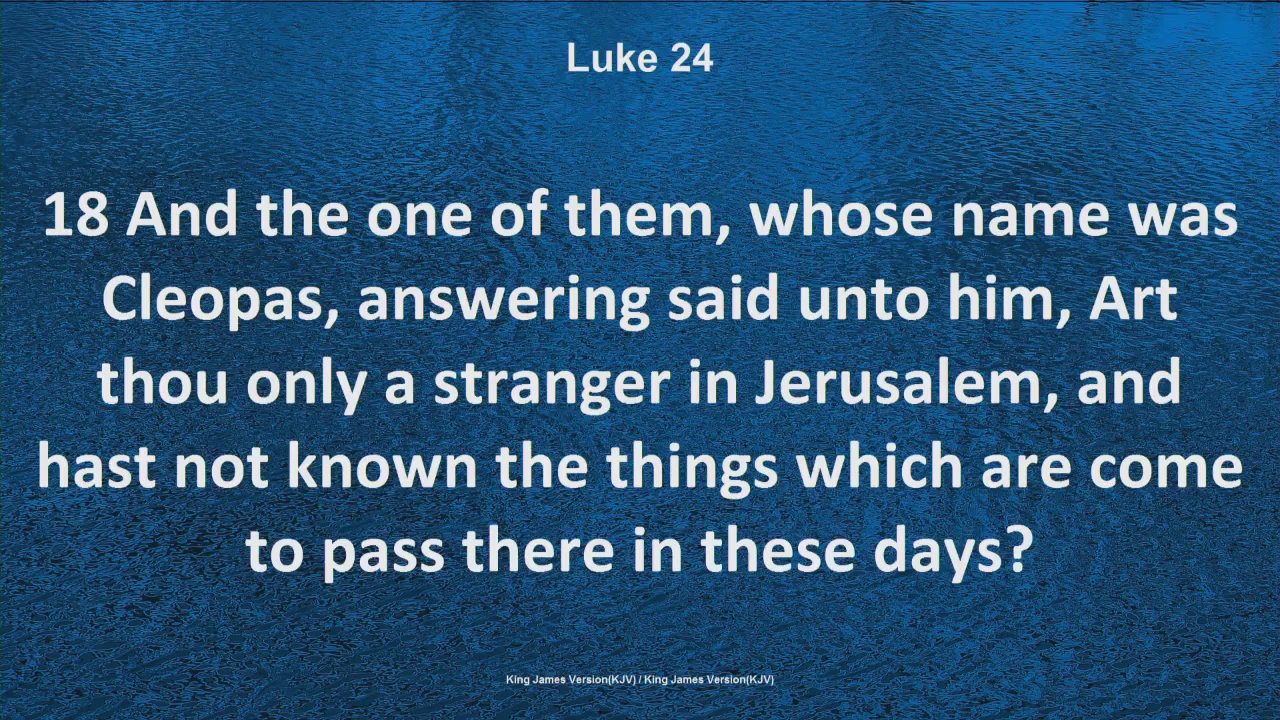 Luke 24
18 And the one of them, whose name was
Cleopas, answering said unto him, Art
thou only a stranger in Jerusalem, and
hast not known the things which are come
to pass there in these days?
King James Version(KJV) / King James Version(KJV)